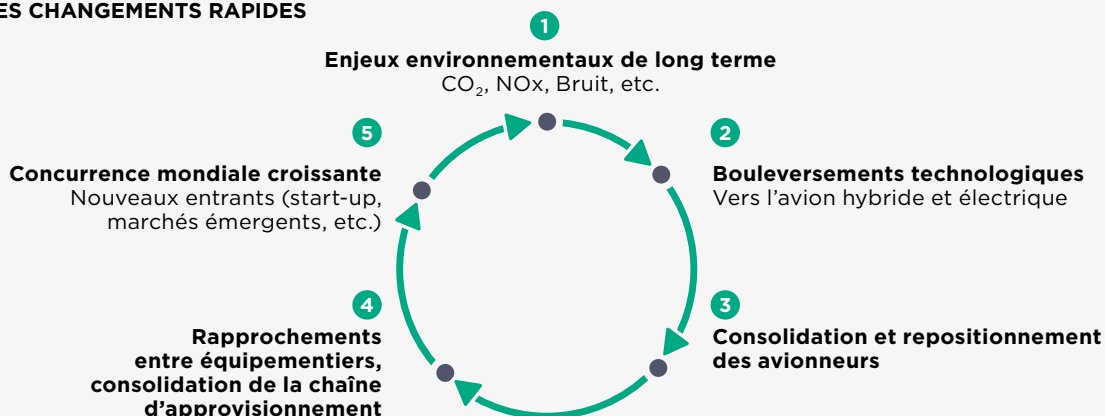 ES CHANGEMENTS RAPIDES
1
Enjeux environnementaux de long terme
CO₂, NOx, Bruit, etc.
2
Bouleversements technologiques
Vers l’avion hybride et électrique
3
Consolidation et repositionnement
des avionneurs
4
Rapprochements
entre équipementiers,
consolidation de la chaîne
d’approvisionnement
5
Concurrence mondiale croissante
Nouveaux entrants (start-up,
marchés émergents, etc.)